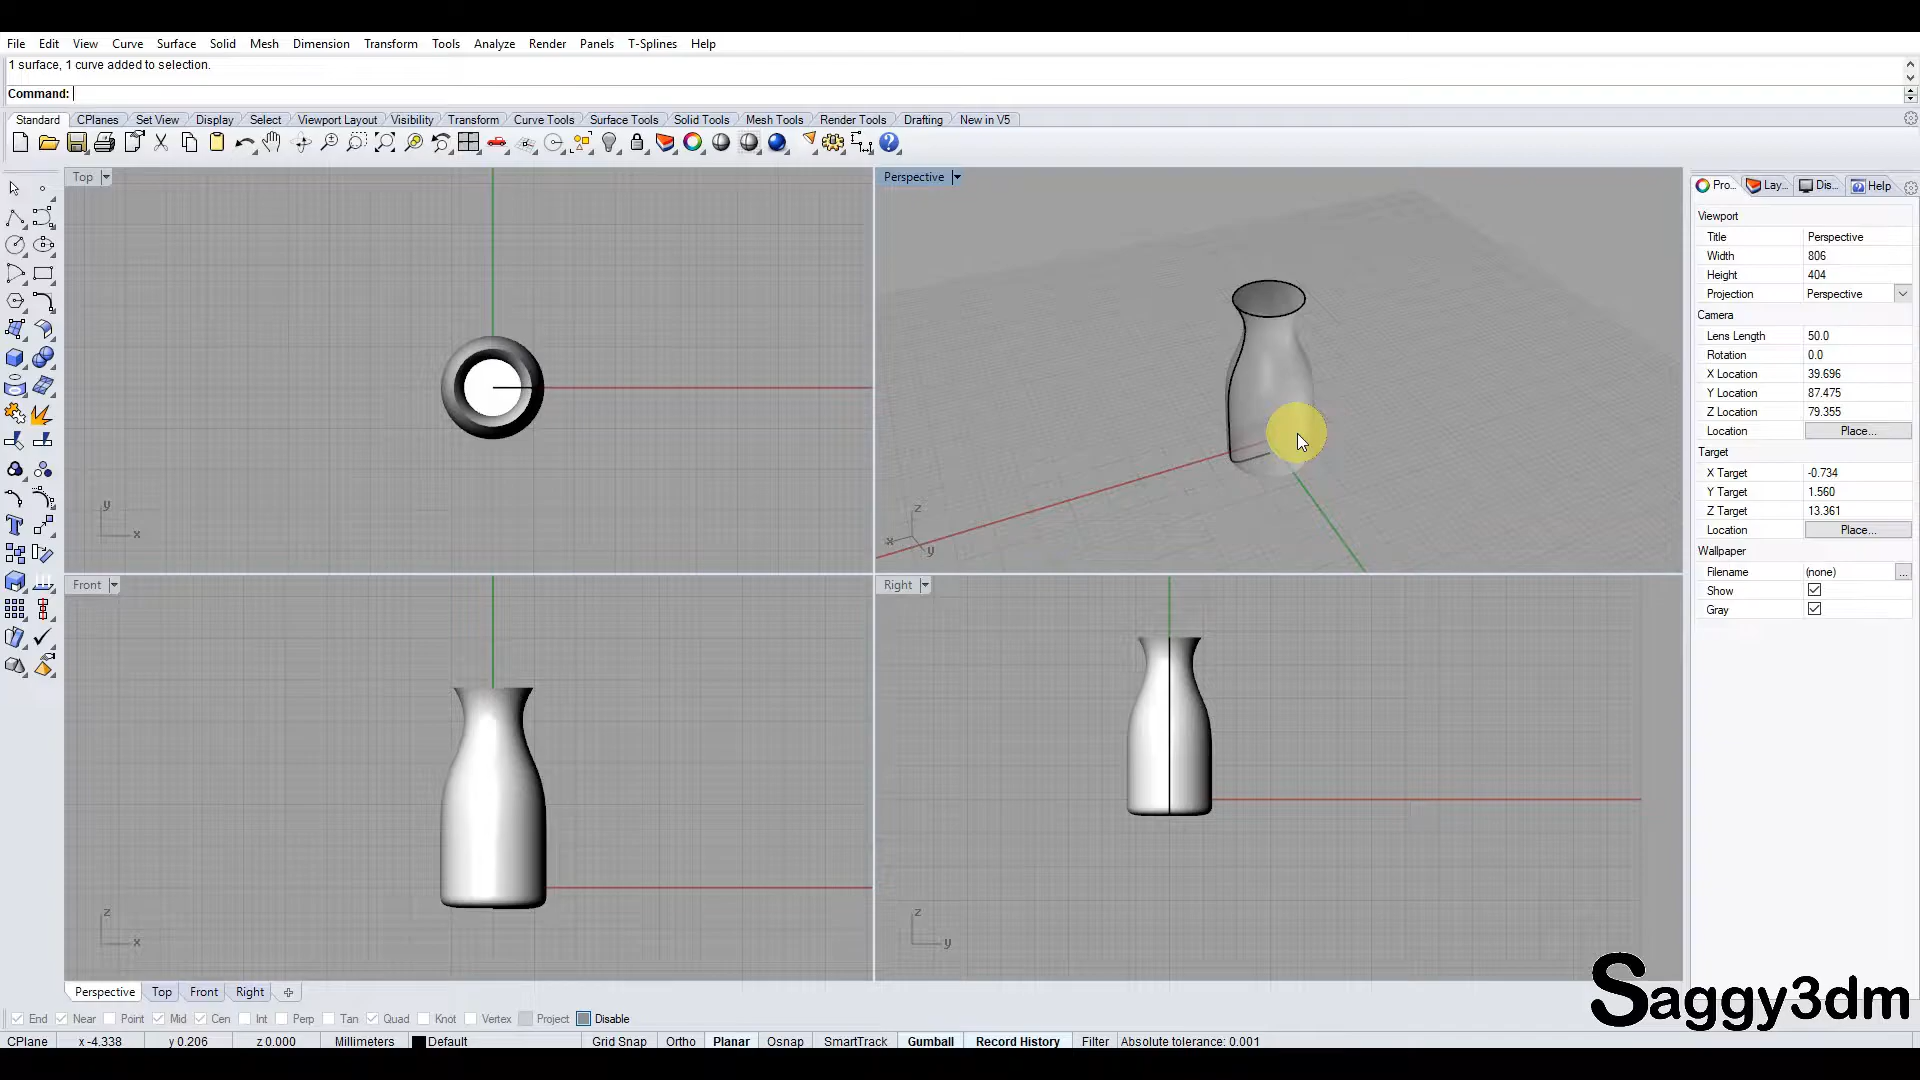 File Edit View Curve Surface Solid Mesh Dimension Transform Tools Analyze Render Panels T-Splines Help
1 surface, 1 curve added to selection.
Command:
Standard CPlanes Set View Display Select Viewport Layout Visibility Transform Curve Tools Surface Tools Solid Tools Mesh Tools Render Tools Drafting New in V5
Top
Perspective
Pro... Lay... Dis... Help
Viewport
Title Perspective
Width 806
Height 404
Projection Perspective
Camera
Lens Length 50.0
Rotation 0.0
X Location 39.696
Y Location 87.475
Z Location 79.355
Location Place...
Target
X Target -0.734
Y Target 1.560
Z Target 13.361
Location Place...
Wallpaper
Filename (none) ...
Show
Gray
y
x
z
x
y
Front
Right
z
x
z
y
Saggy3dm
Perspective Top Front Right
End Near Point Mid Cen Int Perp Tan Quad Knot Vertex Project Disable
CPlane x -4.338 y 0.206 z 0.000 Millimeters Default Grid Snap Ortho Planar Osnap SmartTrack Gumball Record History Filter Absolute tolerance: 0.001